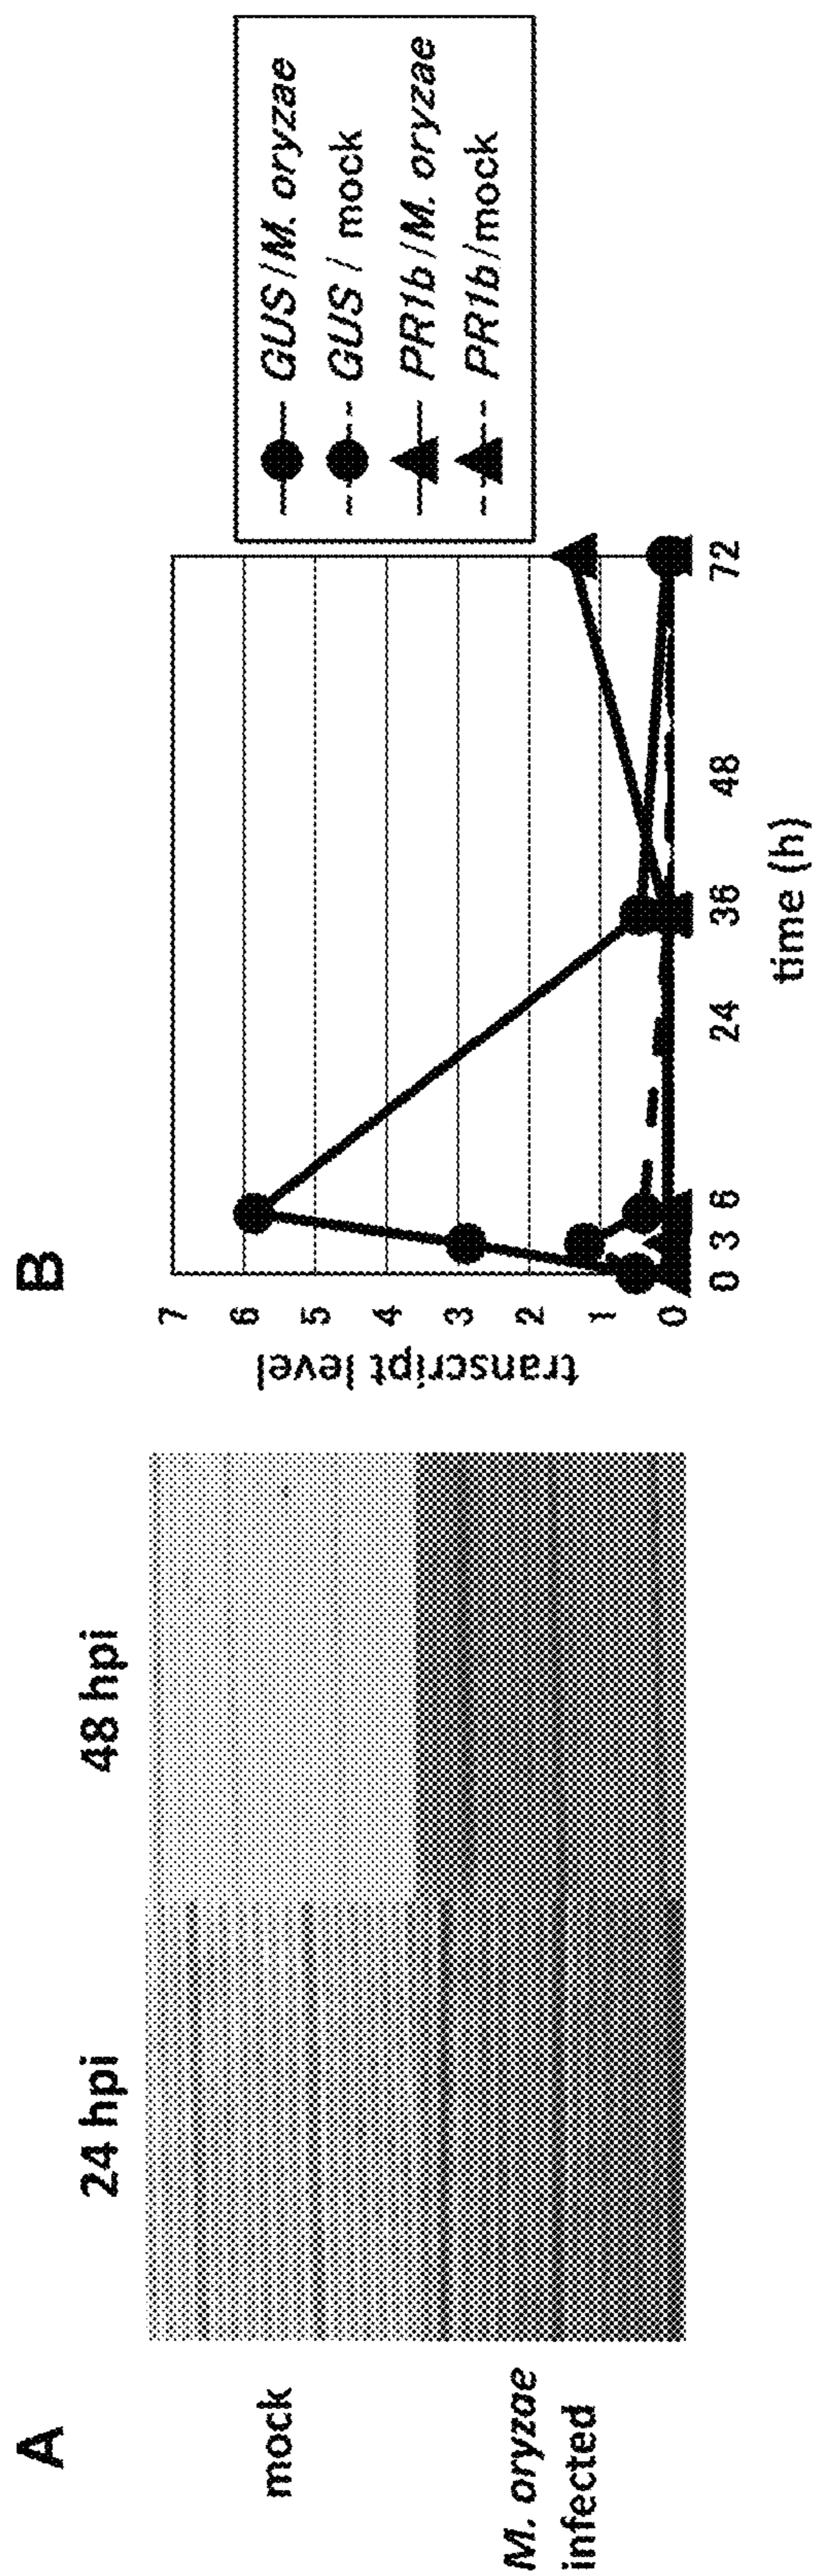 A
24 hpi
48 hpi
mock
M. oryzae
infected
B
transcript level
7
6
5
4
3
2
1
0
0 3 6 24 36 48 72
time (h)
GUS/M. oryzae
GUS/ mock
PR1b/M. oryzae
PR1b/mock